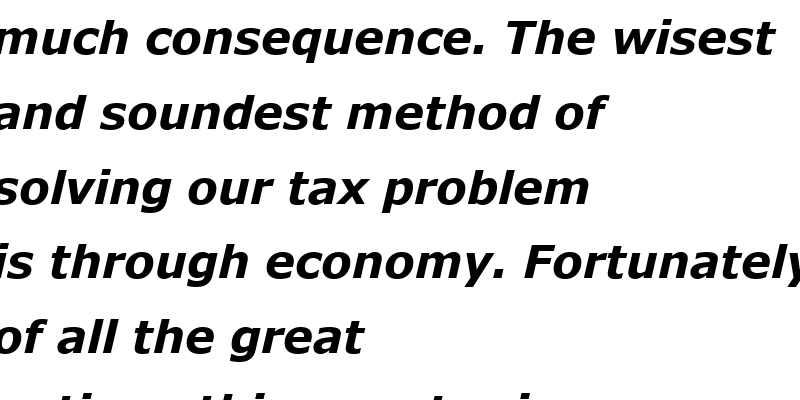 much consequence. The wisest
and soundest method of
solving our tax problem
is through economy. Fortunately
of all the great